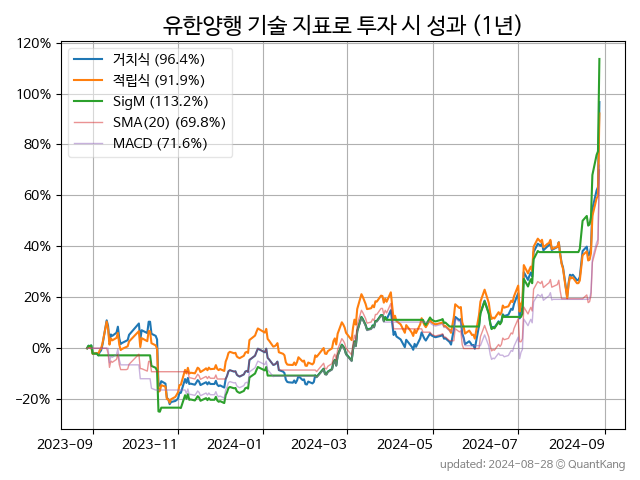 유한양행 기술 지표로 투자 시 성과 (1년)
120%
100%
80%
60%
40%
20%
0%
−20%
거치식 (96.4%)
적립식 (91.9%)
SigM (113.2%)
SMA(20) (69.8%)
MACD (71.6%)
2023-09
2023-11
2024-01
2024-03
2024-05
2024-07
2024-09
updated: 2024-08-28 © QuantKang